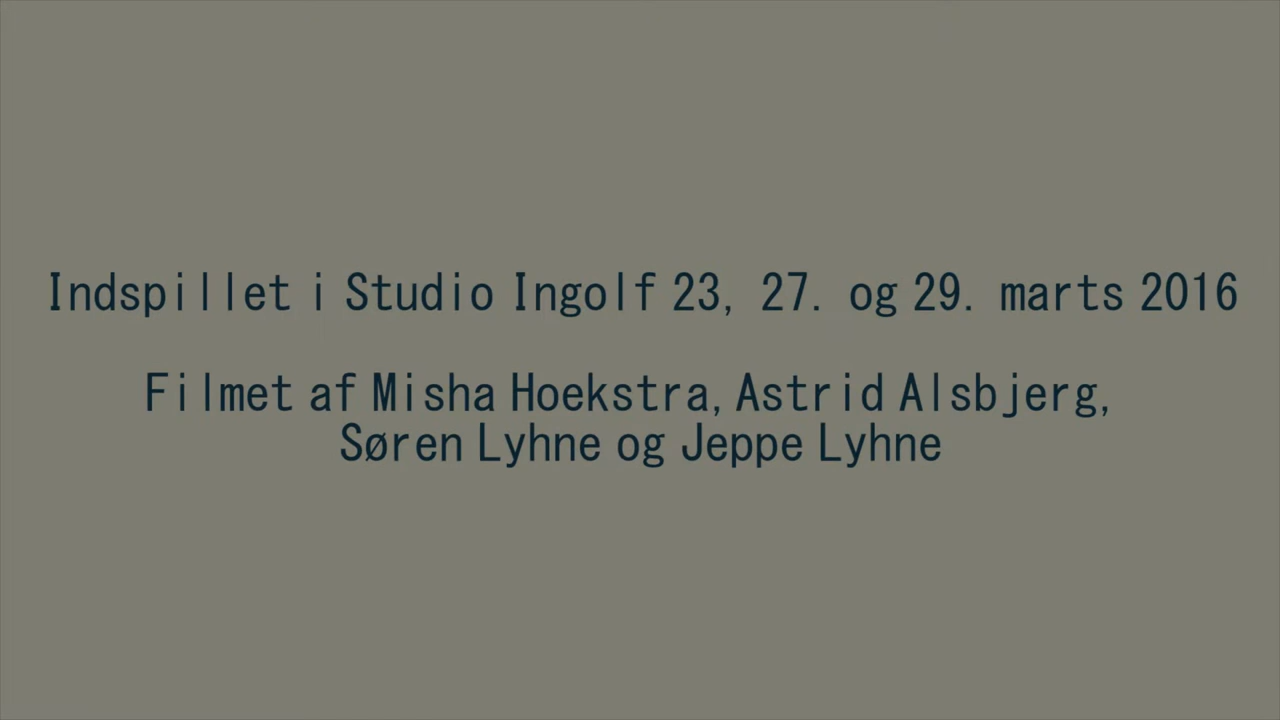 Indspillet i Studio Ingolf 23, 27. og 29. marts 2016
Filmet af Misha Hoekstra, Astrid Alsbjerg,
Søren Lyhne og Jeppe Lyhne